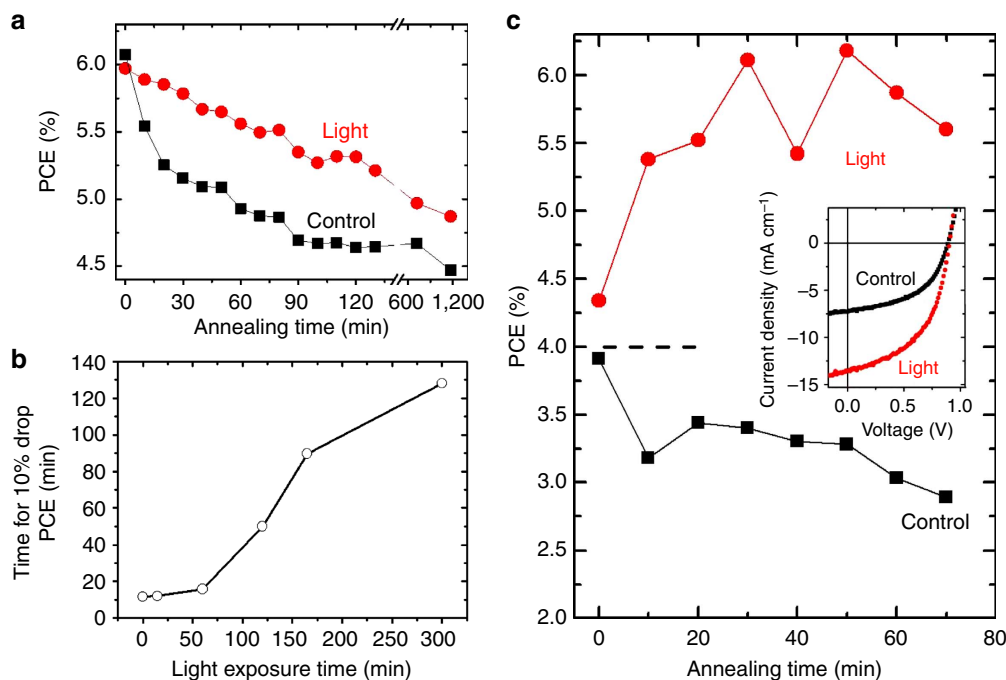 a
PCE (%)
6.0
5.5
5.0
4.5
Light
Control
0 30 60 90 120 600 1,200
Annealing time (min)
b
Time for 10% drop
PCE (min)
140
120
100
80
60
40
20
0
0 50 100 150 200 250 300
Light exposure time (min)
c
PCE (%)
6.5
6.0
5.5
5.0
4.5
4.0
3.5
3.0
2.5
2.0
Light
Control
0 20 40 60 80
Annealing time (min)
Current density (mA cm⁻¹)
0
−5
−10
−15
Control
Light
0.0 0.5 1.0
Voltage (V)